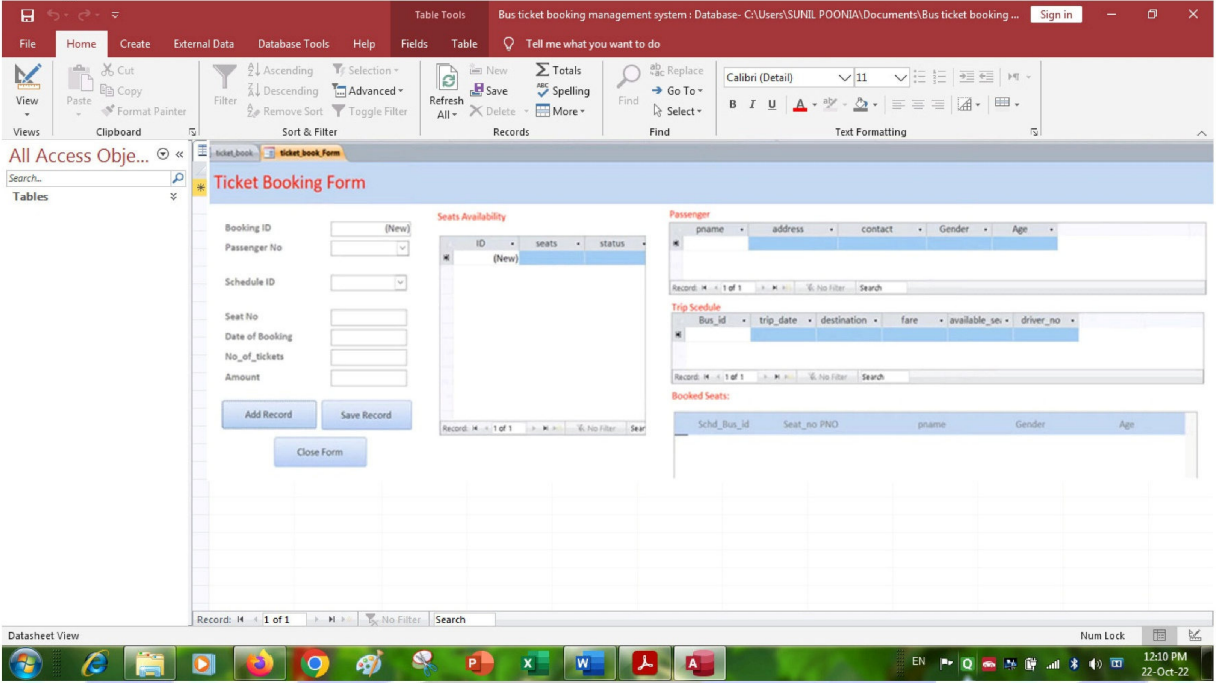 Table Tools
Bus ticket booking management system : Database- C:\Users\SUNIL POONIA\Documents\Bus ticket booking ...
Sign in
File Home Create External Data Database Tools Help Fields Table Tell me what you want to do
View
Paste
Cut
Copy
Format Painter
Filter
Ascending
Descending
Remove Sort
Selection
Advanced
Toggle Filter
Refresh
All
New
Save
Delete
Totals
Spelling
More
Find
Replace
Go To
Select
Calibri (Detail) 11
B I U A
Views Clipboard Sort & Filter Records Find Text Formatting
All Access Obje... «
Search...
Tables
ticket_book ticket_book_Form
Ticket Booking Form
Booking ID (New)
Passenger No
Schedule ID
Seat No
Date of Booking
No_of_tickets
Amount
Add Record Save Record
Close Form
Seats Availability
ID seats status
(New)
Record: 1 of 1 No Filter Sear
Passenger
pname address contact Gender Age
Record: 1 of 1 No Filter Search
Trip Scedule
Bus_id trip_date destination fare available_sea driver_no
Record: 1 of 1 No Filter Search
Booked Seats:
Schd_Bus_id Seat_no PNO pname Gender Age
Record: 1 of 1 No Filter Search
Datasheet View Num Lock
EN 12:10 PM
22-Oct-22